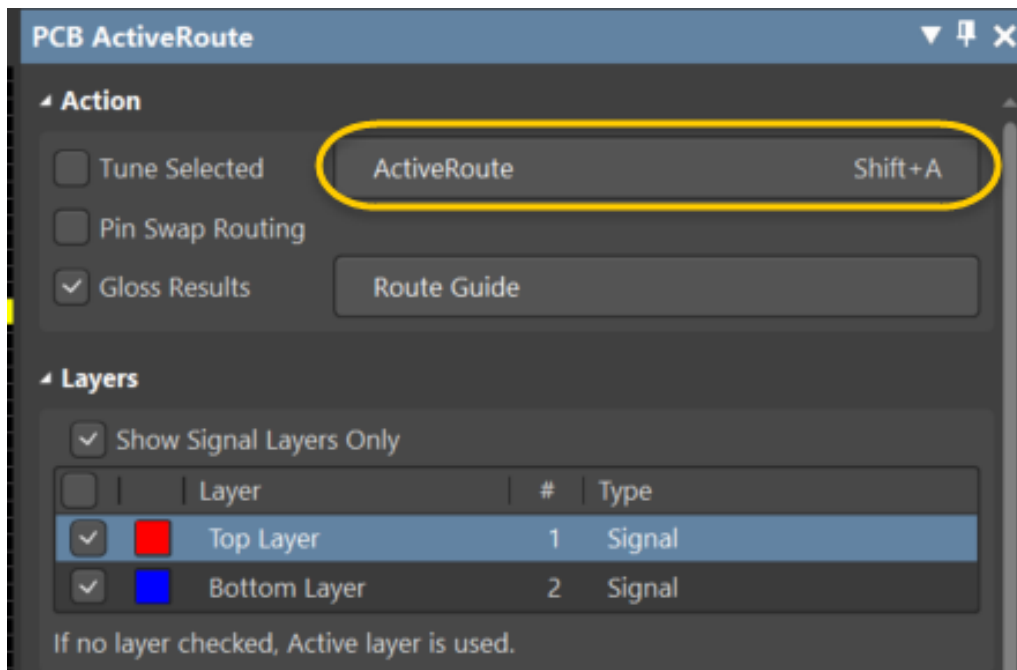 PCB ActiveRoute
Action
Tune Selected ActiveRoute Shift+A
Pin Swap Routing
Gloss Results Route Guide
Layers
Show Signal Layers Only
Layer # Type
Top Layer 1 Signal
Bottom Layer 2 Signal
If no layer checked, Active layer is used.